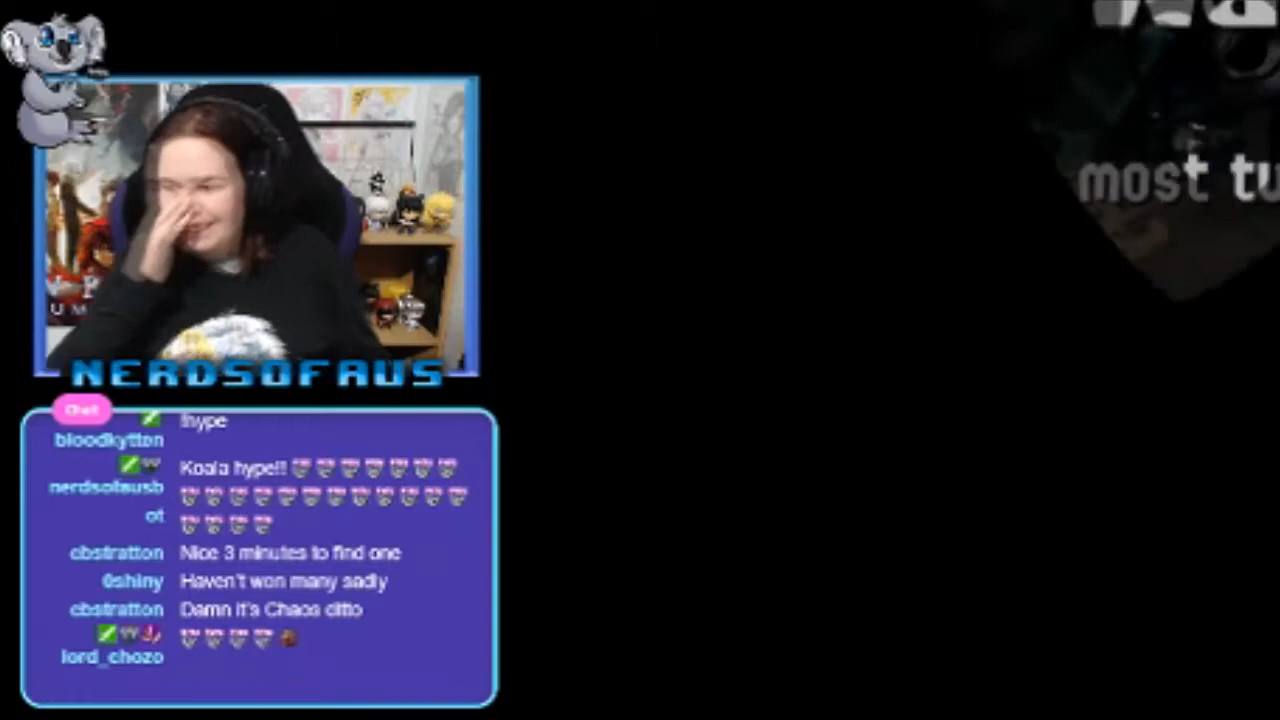 most tu
NERDSOFAUS
Chat
!hype
bloodkytten
Koala hype!!
nerdsofausb
ot
cbstratton Nice 3 minutes to find one
0shiny Haven't won many sadly
cbstratton Damn it's Chaos ditto
lord_chozo